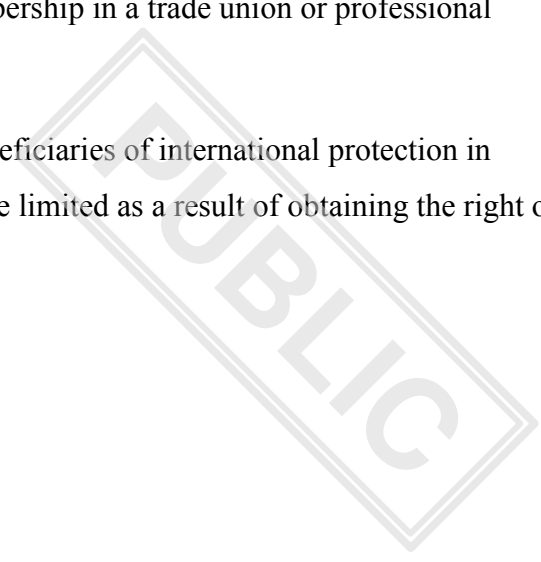 bership in a trade union or professional
eficiaries of international protection in
e limited as a result of obtaining the right o
PUBLIC